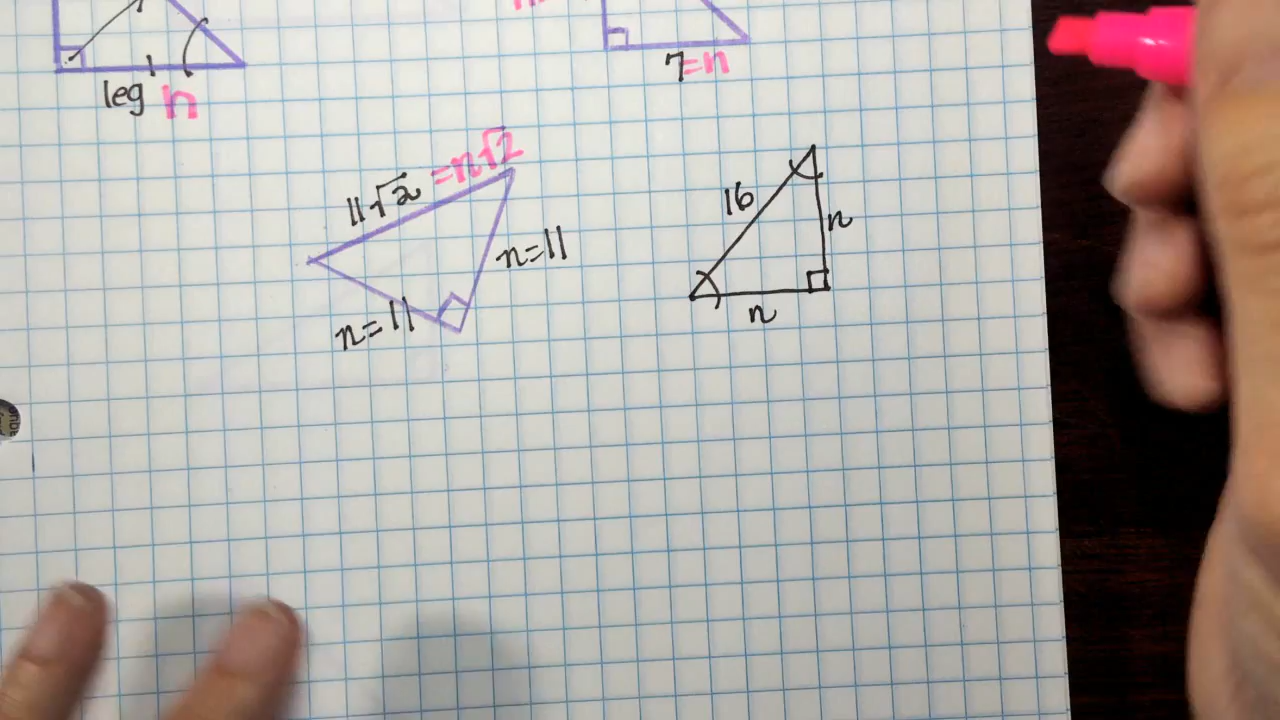 leg n
7=n
11√2 =n√2
n=11
n=11
16
n
n